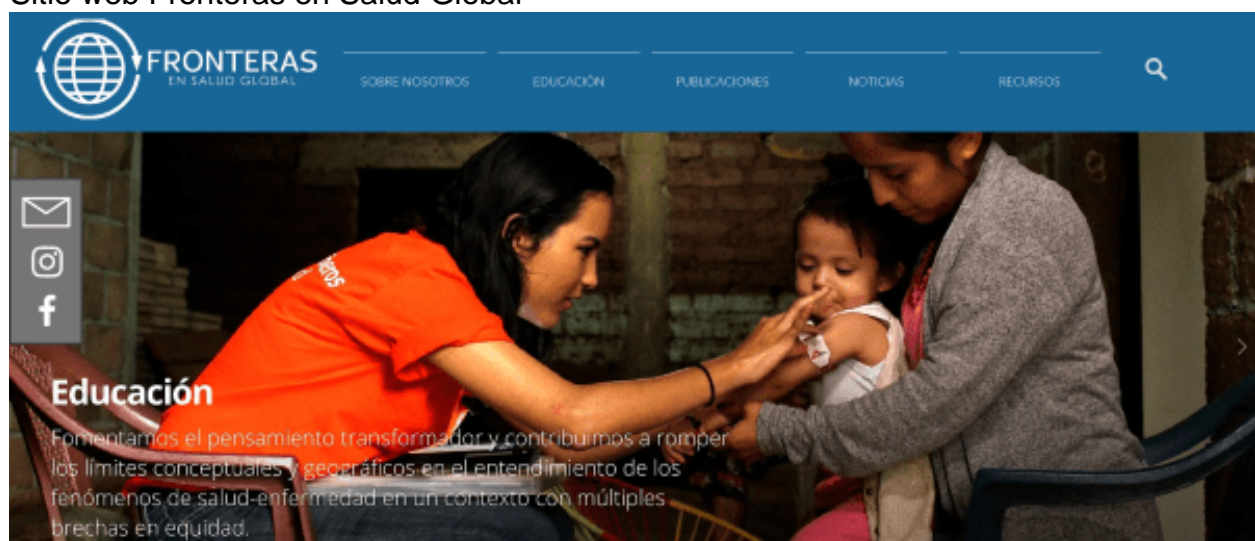 Sitio web Fronteras en Salud Global
FRONTERAS
EN SALUD GLOBAL
SOBRE NOSOTROS
EDUCACIÓN
PUBLICACIONES
NOTICIAS
RECURSOS
Educación
Fomentamos el pensamiento transformador y contribuimos a romper
los límites conceptuales y geográficos en el entendimiento de los
fenómenos de salud-enfermedad en un contexto con múltiples
brechas en equidad.